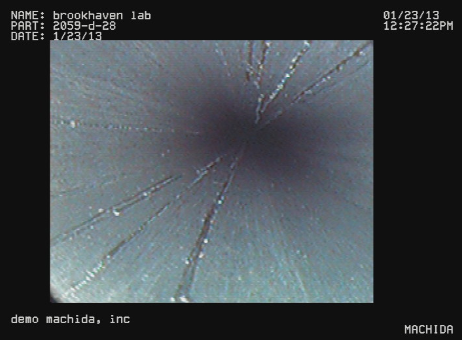 NAME: brookhaven lab
01/23/13
PART: 2059-d-28
12:27:22PM
DATE: 1/23/13
demo machida, inc
MACHIDA